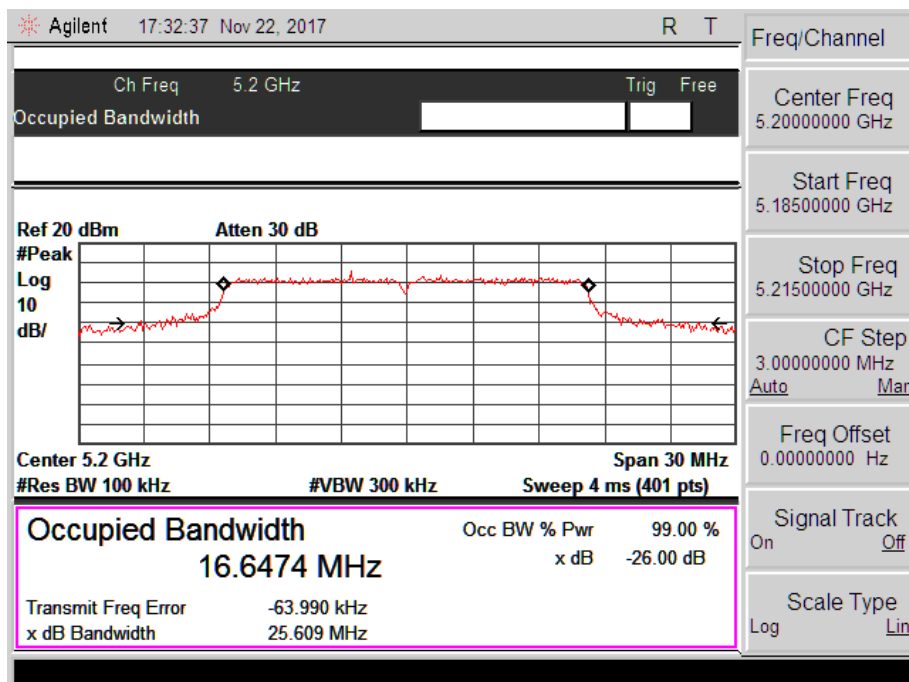 Agilent 17:32:37 Nov 22, 2017 R T
Freq/Channel
Ch Freq 5.2 GHz Trig Free
Occupied Bandwidth
Center Freq
5.20000000 GHz
Start Freq
5.18500000 GHz
Stop Freq
5.21500000 GHz
CF Step
3.00000000 MHz
Auto Man
Freq Offset
0.00000000 Hz
Signal Track
On Off
Scale Type
Log Lin
Ref 20 dBm Atten 30 dB
#Peak
Log
10
dB/
Center 5.2 GHz Span 30 MHz
#Res BW 100 kHz #VBW 300 kHz Sweep 4 ms (401 pts)
Occupied Bandwidth
16.6474 MHz
Occ BW % Pwr 99.00 %
x dB -26.00 dB
Transmit Freq Error -63.990 kHz
x dB Bandwidth 25.609 MHz